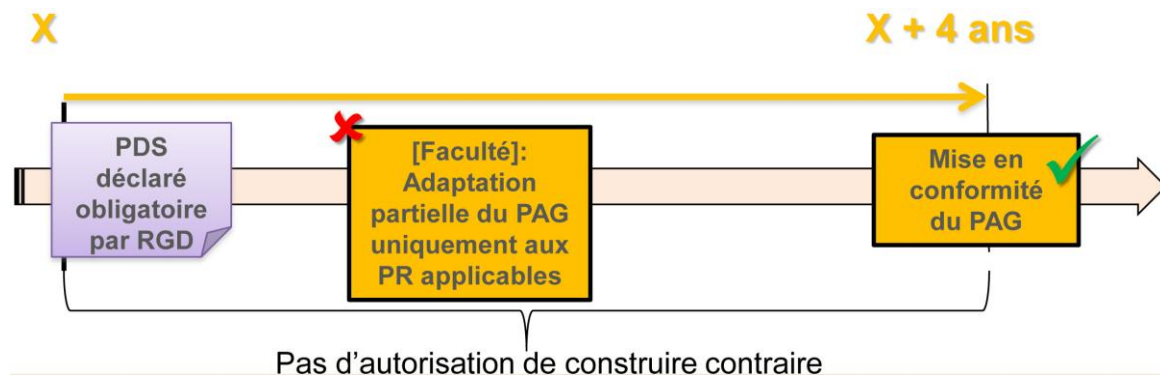 X
X + 4 ans
PDS
déclaré
obligatoire
par RGD
[Faculté]:
Adaptation
partielle du PAG
uniquement aux
PR applicables
Mise en
conformité
du PAG
Pas d’autorisation de construire contraire